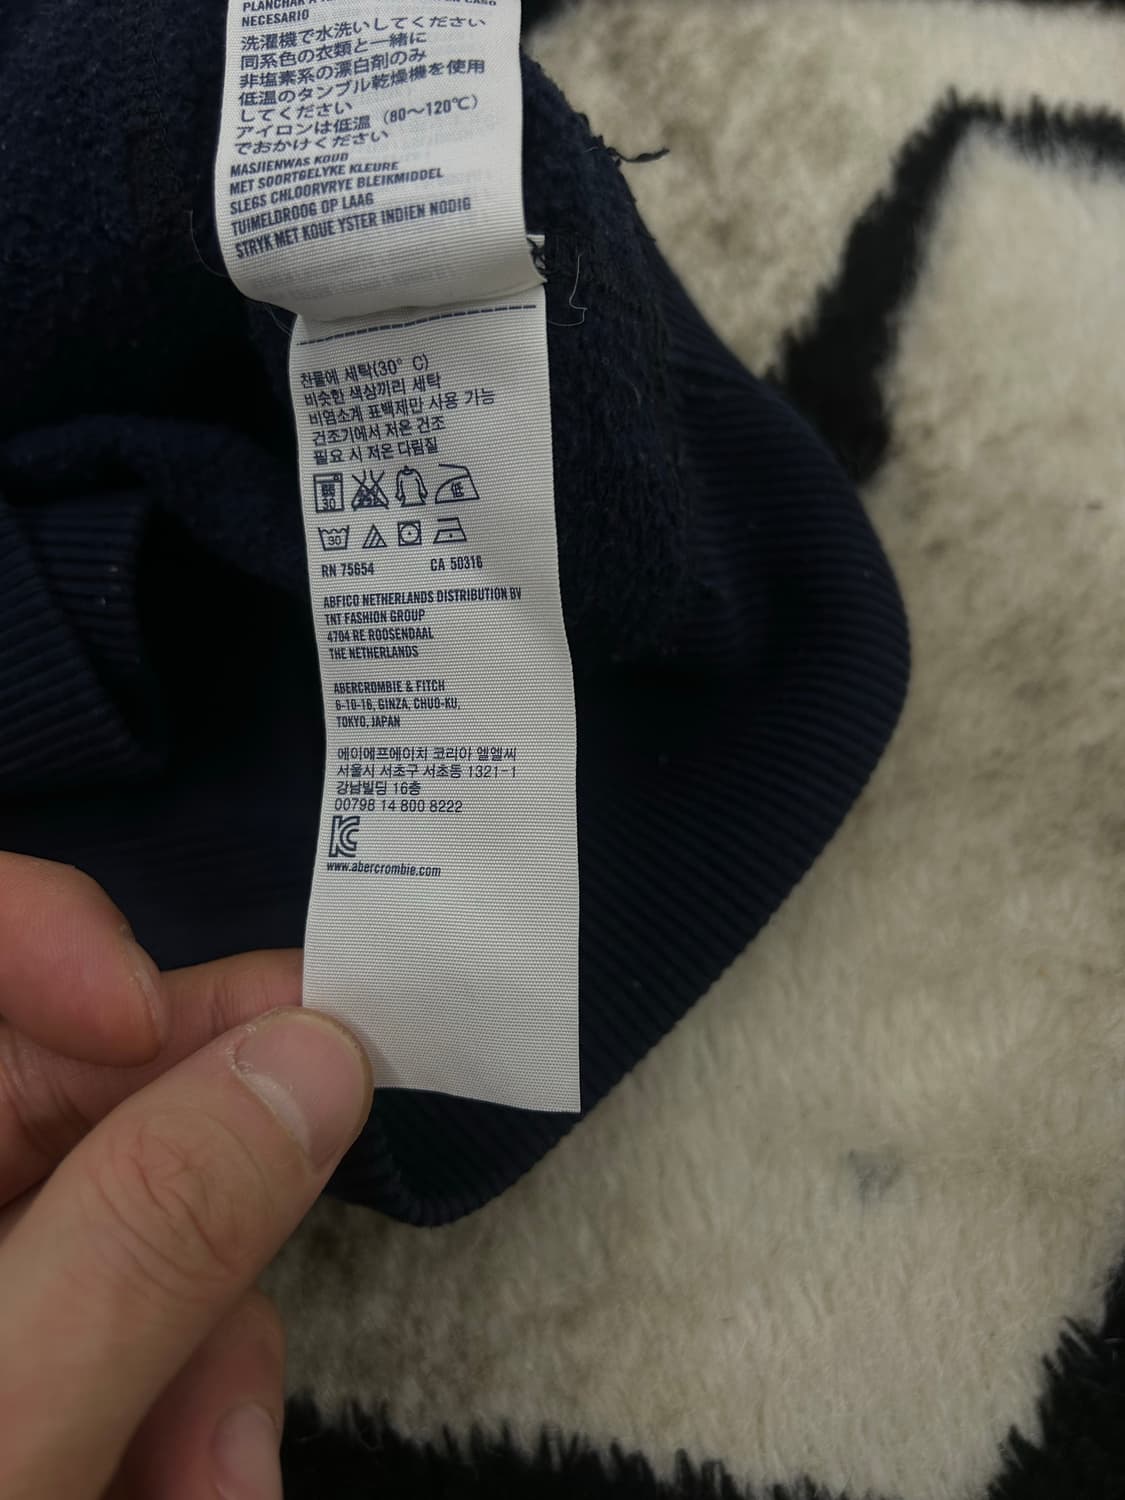 NECESARIO
洗濯機で水洗いしてください
同系色の衣類と一緒に
非塩素系の漂白剤のみ
低温のタンブル乾燥機を使用
してください
アイロンは低温（80～120℃）
でおかけください
MASJIENWAS KOUD
MET SOORTGELYKE KLEURE
SLEGS CHLOORVRYE BLEIKMIDDEL
TUIMELDROOG OP LAAG
STRYK MET KOUE YSTER INDIEN NODIG
찬물에 세탁(30° C)
비슷한 색상끼리 세탁
비염소계 표백제만 사용 가능
건조기에서 저온 건조
필요 시 저온 다림질
弱 30 低
30
RN 75654 CA 50316
ABFICO NETHERLANDS DISTRIBUTION BV
TNT FASHION GROUP
4704 RE ROOSENDAAL
THE NETHERLANDS
ABERCROMBIE & FITCH
6-10-16, GINZA, CHUO-KU,
TOKYO, JAPAN
에이에프에이치 코리아 엘엘씨
서울시 서초구 서초동 1321-1
강남빌딩 16층
00798 14 800 8222
KC
www.abercrombie.com